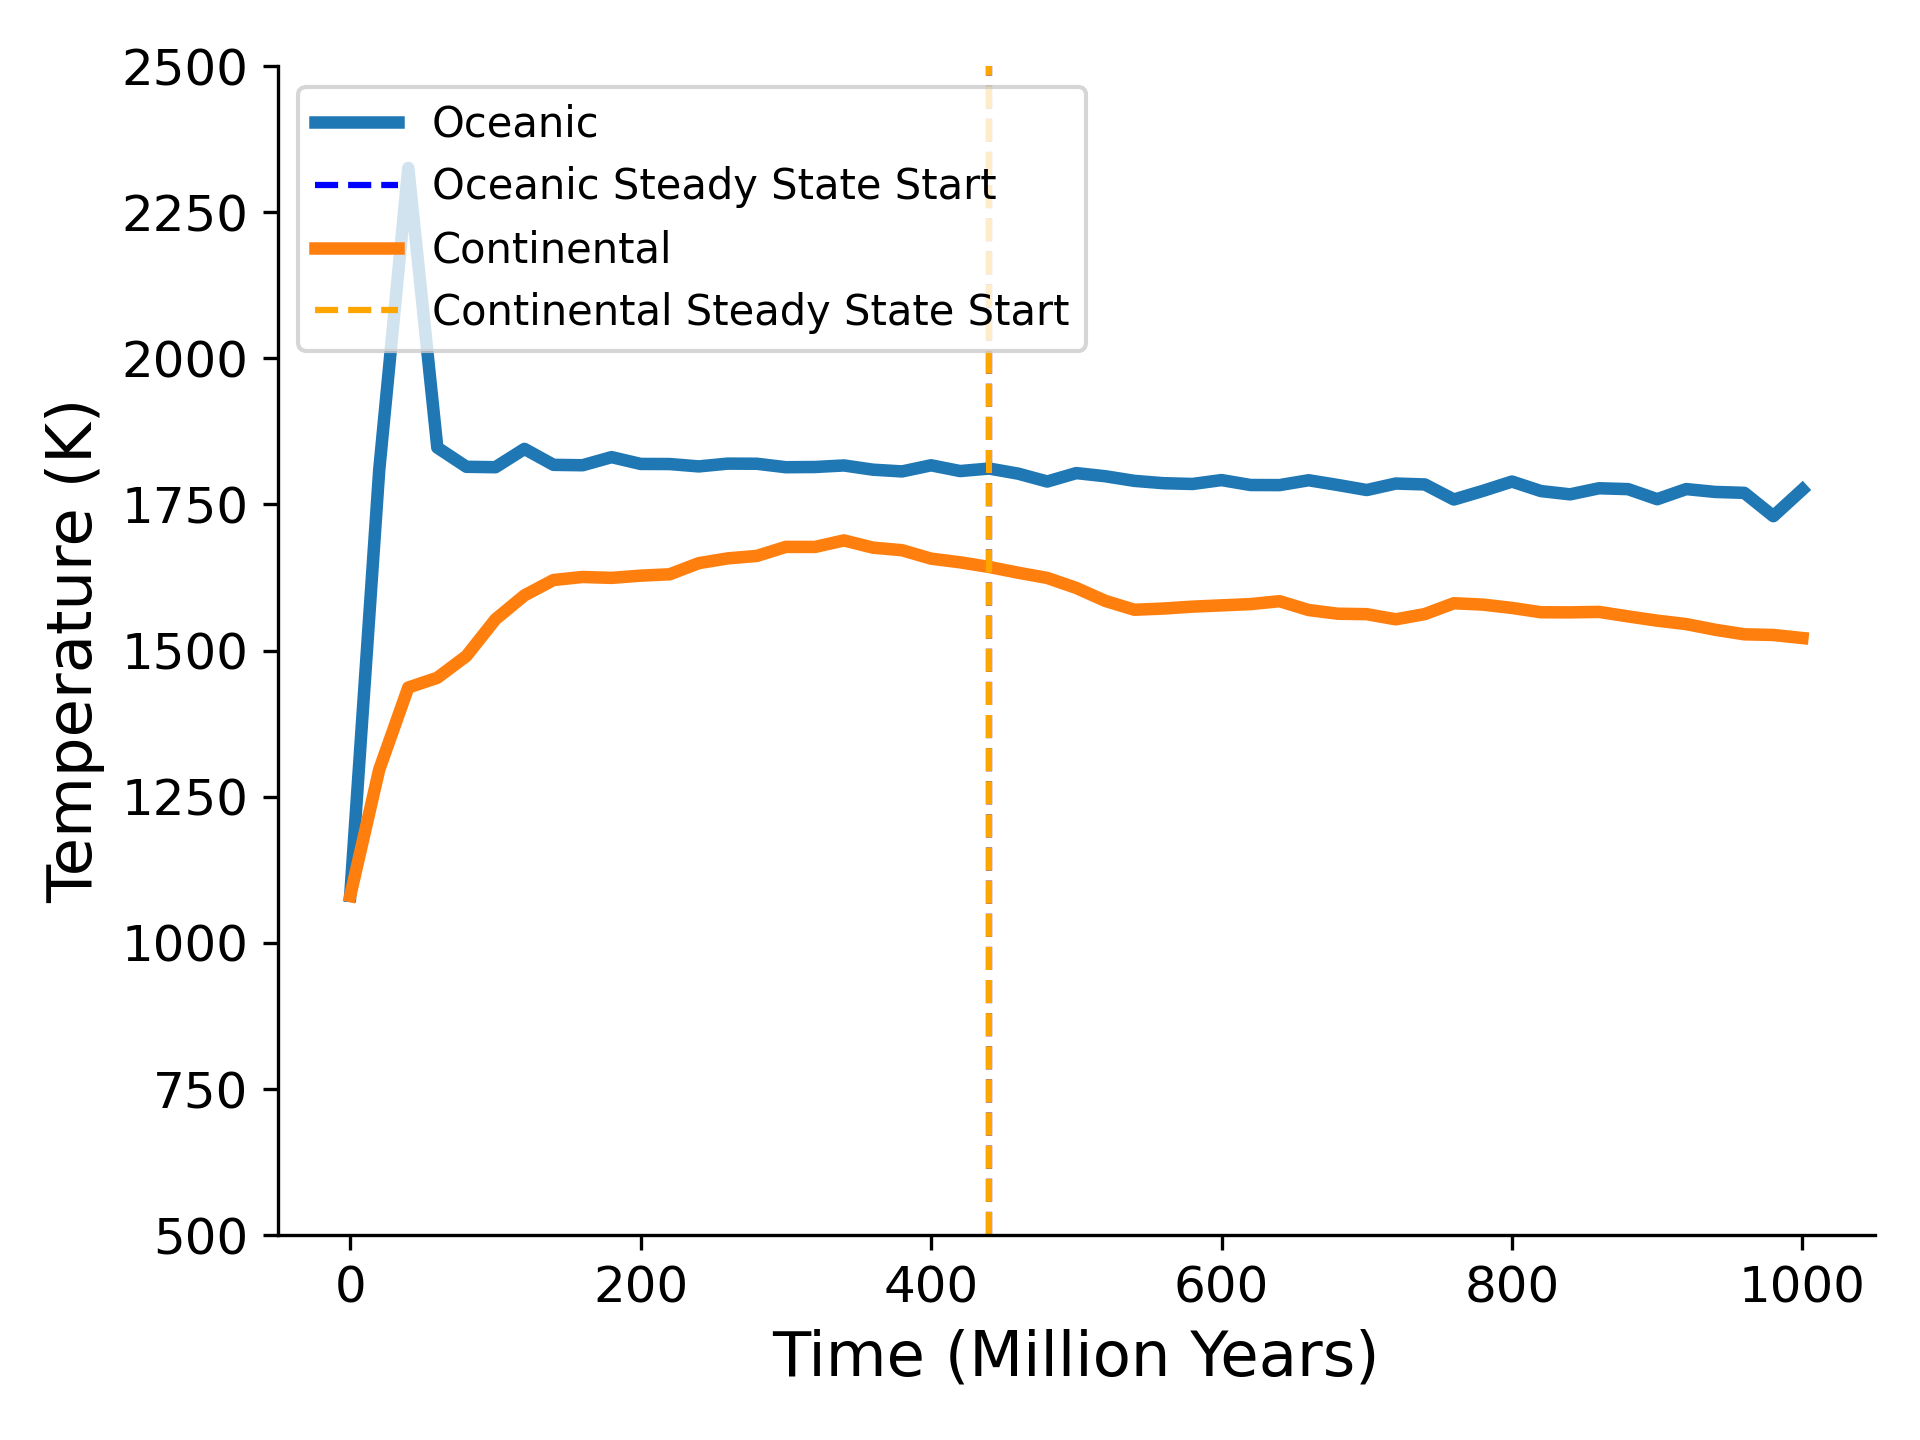 2500
2250
2000
1750
1500
1250
1000
750
500
Temperature (K)
Oceanic
Oceanic Steady State Start
Continental
Continental Steady State Start
0 200 400 600 800 1000
Time (Million Years)